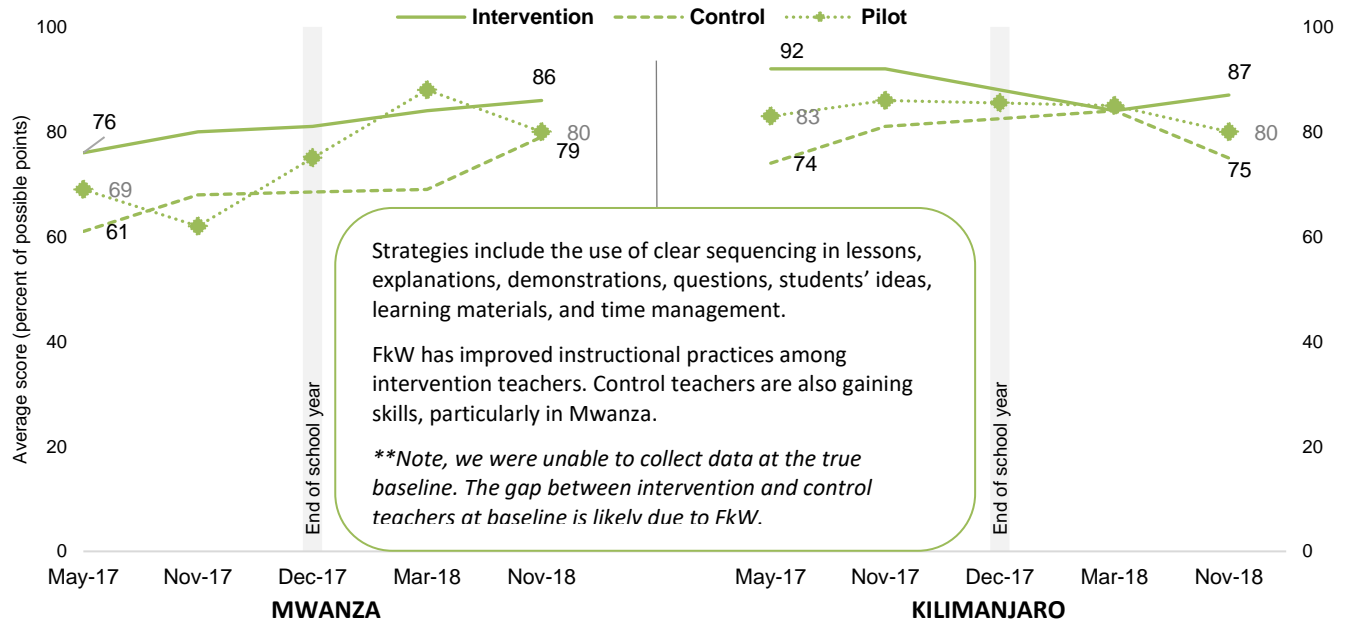 Intervention Control Pilot
Average score (percent of possible points)
100
80
60
40
20
0
76
69
61
86
80
79
End of school year
92
83
74
87
80
75
End of school year
100
80
60
40
20
0
Strategies include the use of clear sequencing in lessons,
explanations, demonstrations, questions, students’ ideas,
learning materials, and time management.
FkW has improved instructional practices among
intervention teachers. Control teachers are also gaining
skills, particularly in Mwanza.
**Note, we were unable to collect data at the true
baseline. The gap between intervention and control
teachers at baseline is likely due to FkW.
May-17 Nov-17 Dec-17 Mar-18 Nov-18 May-17 Nov-17 Dec-17 Mar-18 Nov-18
MWANZA KILIMANJARO